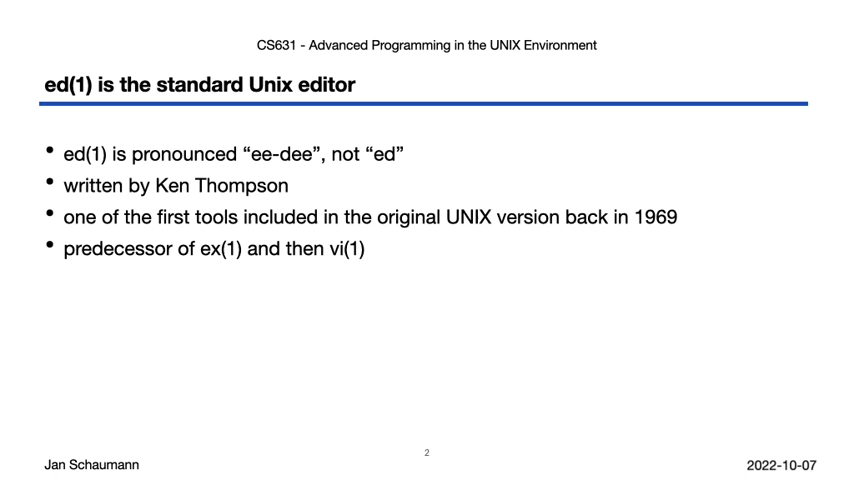 CS631 - Advanced Programming in the UNIX Environment
ed(1) is the standard Unix editor
• ed(1) is pronounced “ee-dee”, not “ed”
• written by Ken Thompson
• one of the first tools included in the original UNIX version back in 1969
• predecessor of ex(1) and then vi(1)
2
Jan Schaumann
2022-10-07